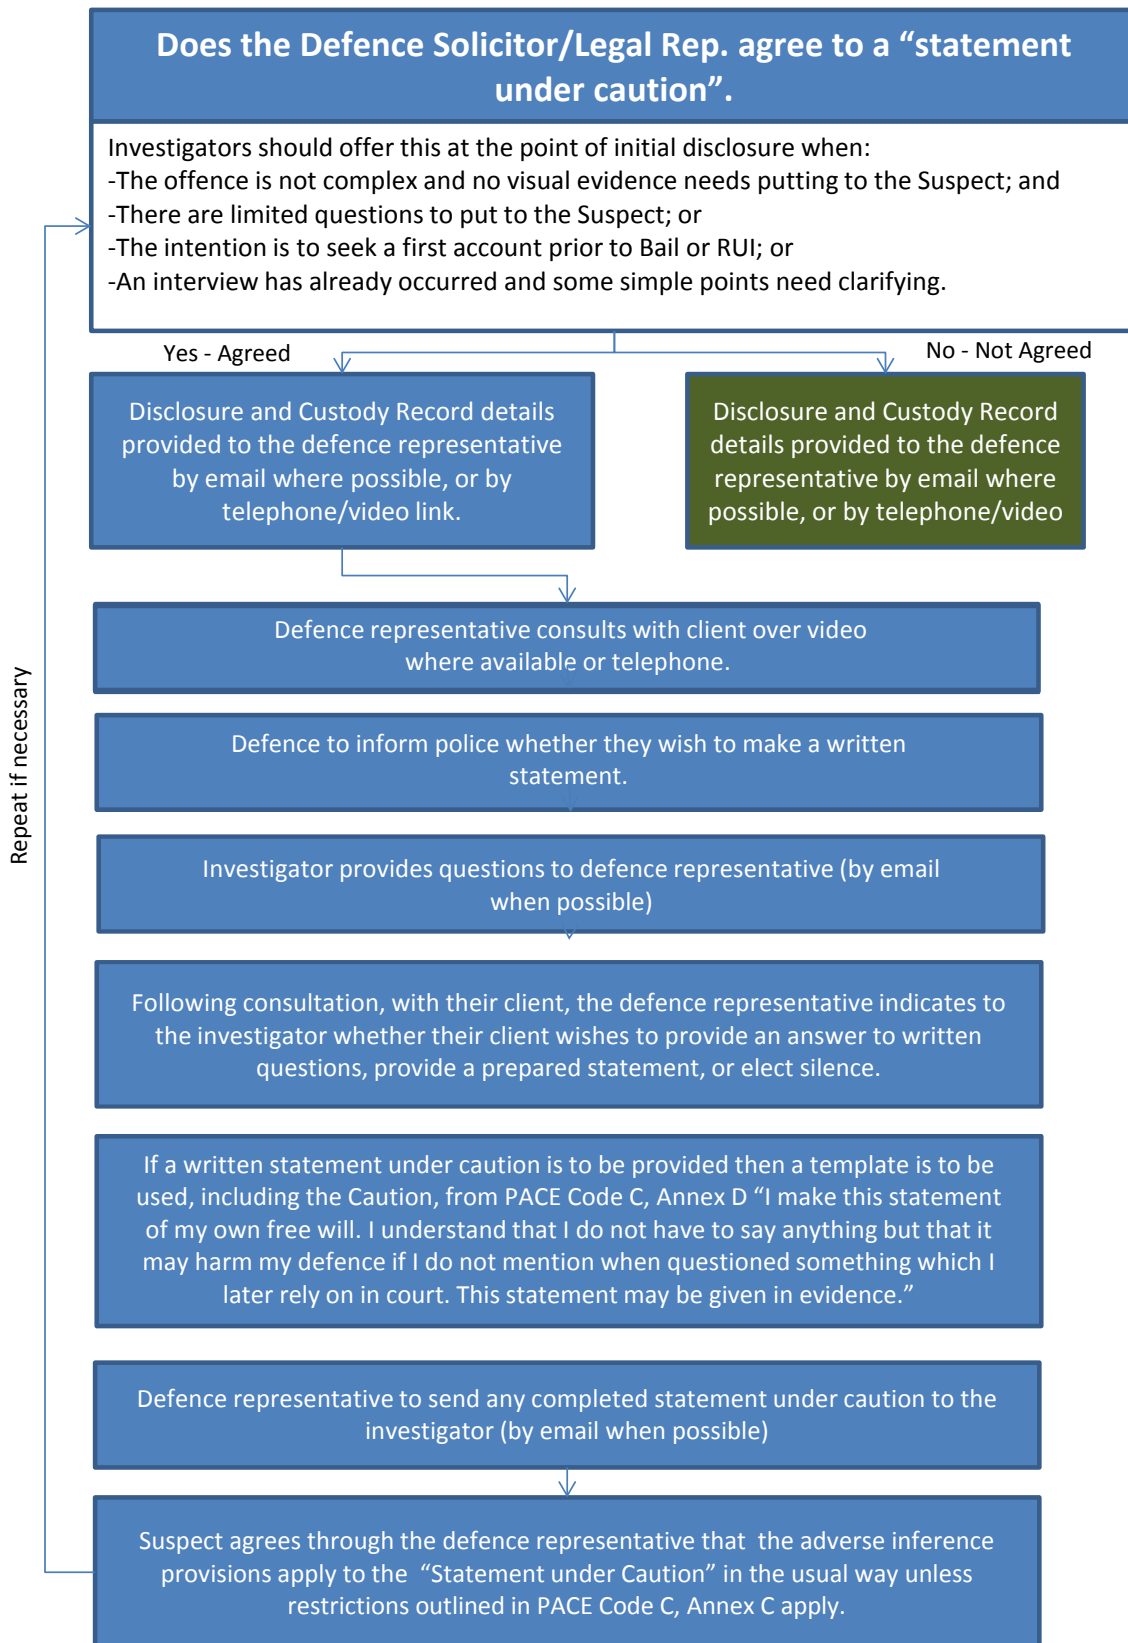 Does the Defence Solicitor/Legal Rep. agree to a “statement
under caution”.
Investigators should offer this at the point of initial disclosure when:
-The offence is not complex and no visual evidence needs putting to the Suspect; and
-There are limited questions to put to the Suspect; or
-The intention is to seek a first account prior to Bail or RUI; or
-An interview has already occurred and some simple points need clarifying.
Yes - Agreed
No - Not Agreed
Disclosure and Custody Record details
provided to the defence representative
by email where possible, or by
telephone/video link.
Disclosure and Custody Record
details provided to the defence
representative by email where
possible, or by telephone/video
Defence representative consults with client over video
where available or telephone.
Defence to inform police whether they wish to make a written
statement.
Investigator provides questions to defence representative (by email
when possible)
Following consultation, with their client, the defence representative indicates to
the investigator whether their client wishes to provide an answer to written
questions, provide a prepared statement, or elect silence.
If a written statement under caution is to be provided then a template is to be
used, including the Caution, from PACE Code C, Annex D “I make this statement
of my own free will. I understand that I do not have to say anything but that it
may harm my defence if I do not mention when questioned something which I
later rely on in court. This statement may be given in evidence.”
Defence representative to send any completed statement under caution to the
investigator (by email when possible)
Suspect agrees through the defence representative that the adverse inference
provisions apply to the “Statement under Caution” in the usual way unless
restrictions outlined in PACE Code C, Annex C apply.
Repeat if necessary